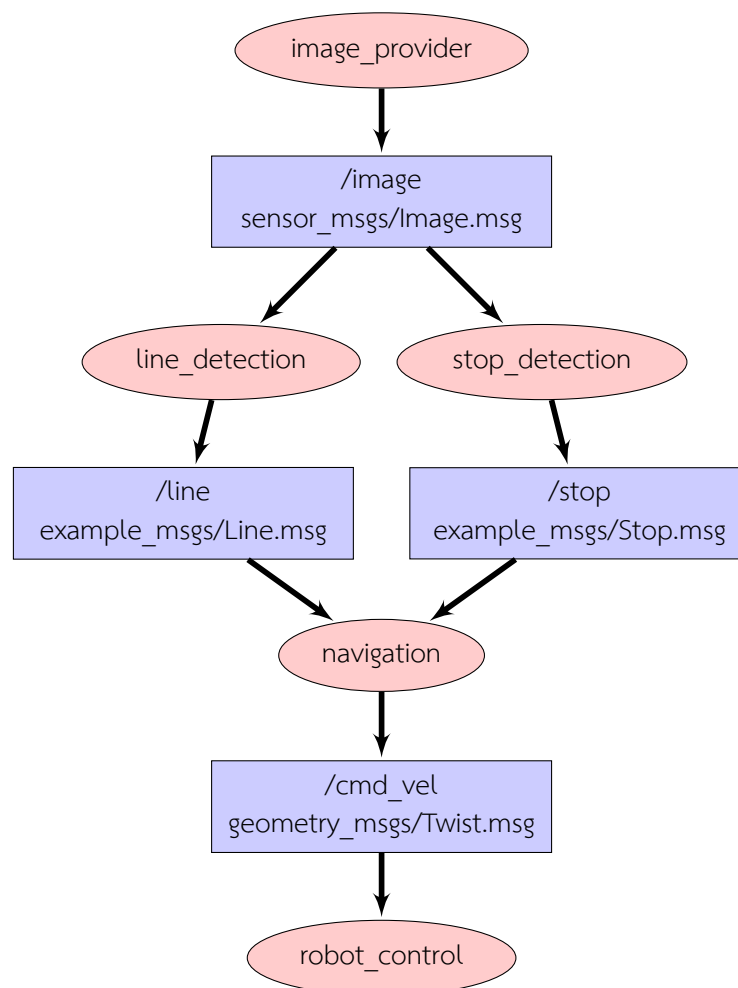 image_provider
/image
sensor_msgs/Image.msg
line_detection
stop_detection
/line
example_msgs/Line.msg
/stop
example_msgs/Stop.msg
navigation
/cmd_vel
geometry_msgs/Twist.msg
robot_control